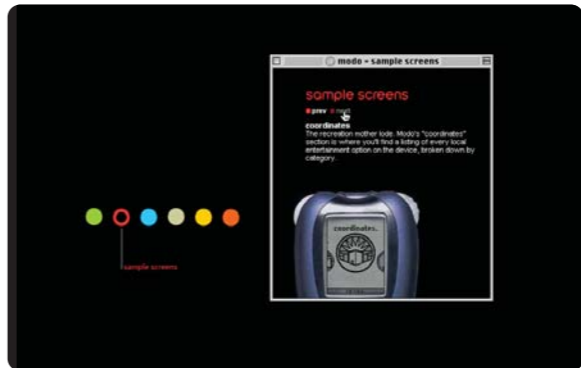 modo - sample screens
sample screens
prev next
coordinates
The recreation mother lode. Modo's "coordinates"
section is where you'll find a listing of every local
entertainment option on the device, broken down by
category.
coordinates.
sample screens